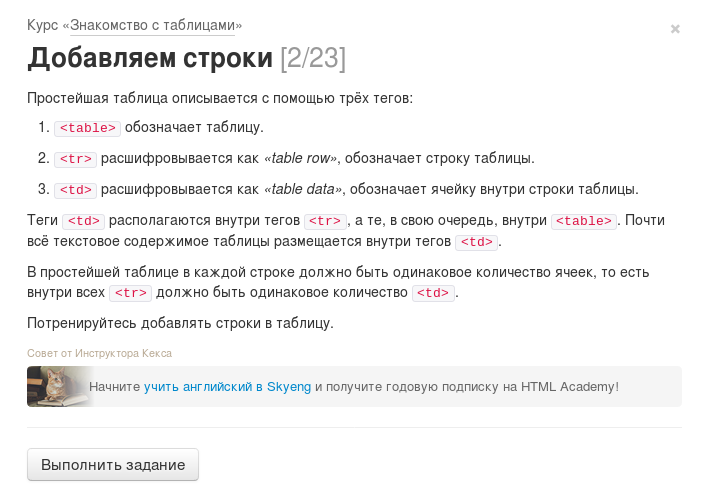 Курс «Знакомство с таблицами»
×
Добавляем строки [2/23]
Простейшая таблица описывается с помощью трёх тегов:
1. <table> обозначает таблицу.
2. <tr> расшифровывается как «table row», обозначает строку таблицы.
3. <td> расшифровывается как «table data», обозначает ячейку внутри строки таблицы.
Теги <td> располагаются внутри тегов <tr>, а те, в свою очередь, внутри <table>. Почти
всё текстовое содержимое таблицы размещается внутри тегов <td>.
В простейшей таблице в каждой строке должно быть одинаковое количество ячеек, то есть
внутри всех <tr> должно быть одинаковое количество <td>.
Потренируйтесь добавлять строки в таблицу.
Совет от Инструктора Кекса
Начните учить английский в Skyeng и получите годовую подписку на HTML Academy!
Выполнить задание